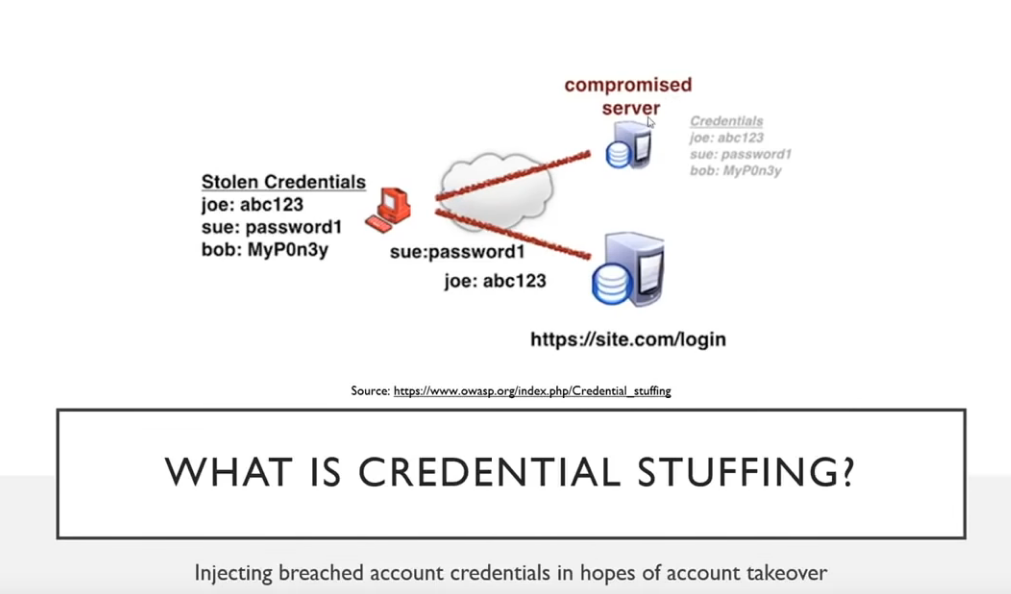 compromised
server
Credentials
joe: abc123
sue: password1
bob: MyP0n3y
Stolen Credentials
joe: abc123
sue: password1
bob: MyP0n3y
sue:password1
joe: abc123
https://site.com/login
Source: https://www.owasp.org/index.php/Credential_stuffing
WHAT IS CREDENTIAL STUFFING?
Injecting breached account credentials in hopes of account takeover